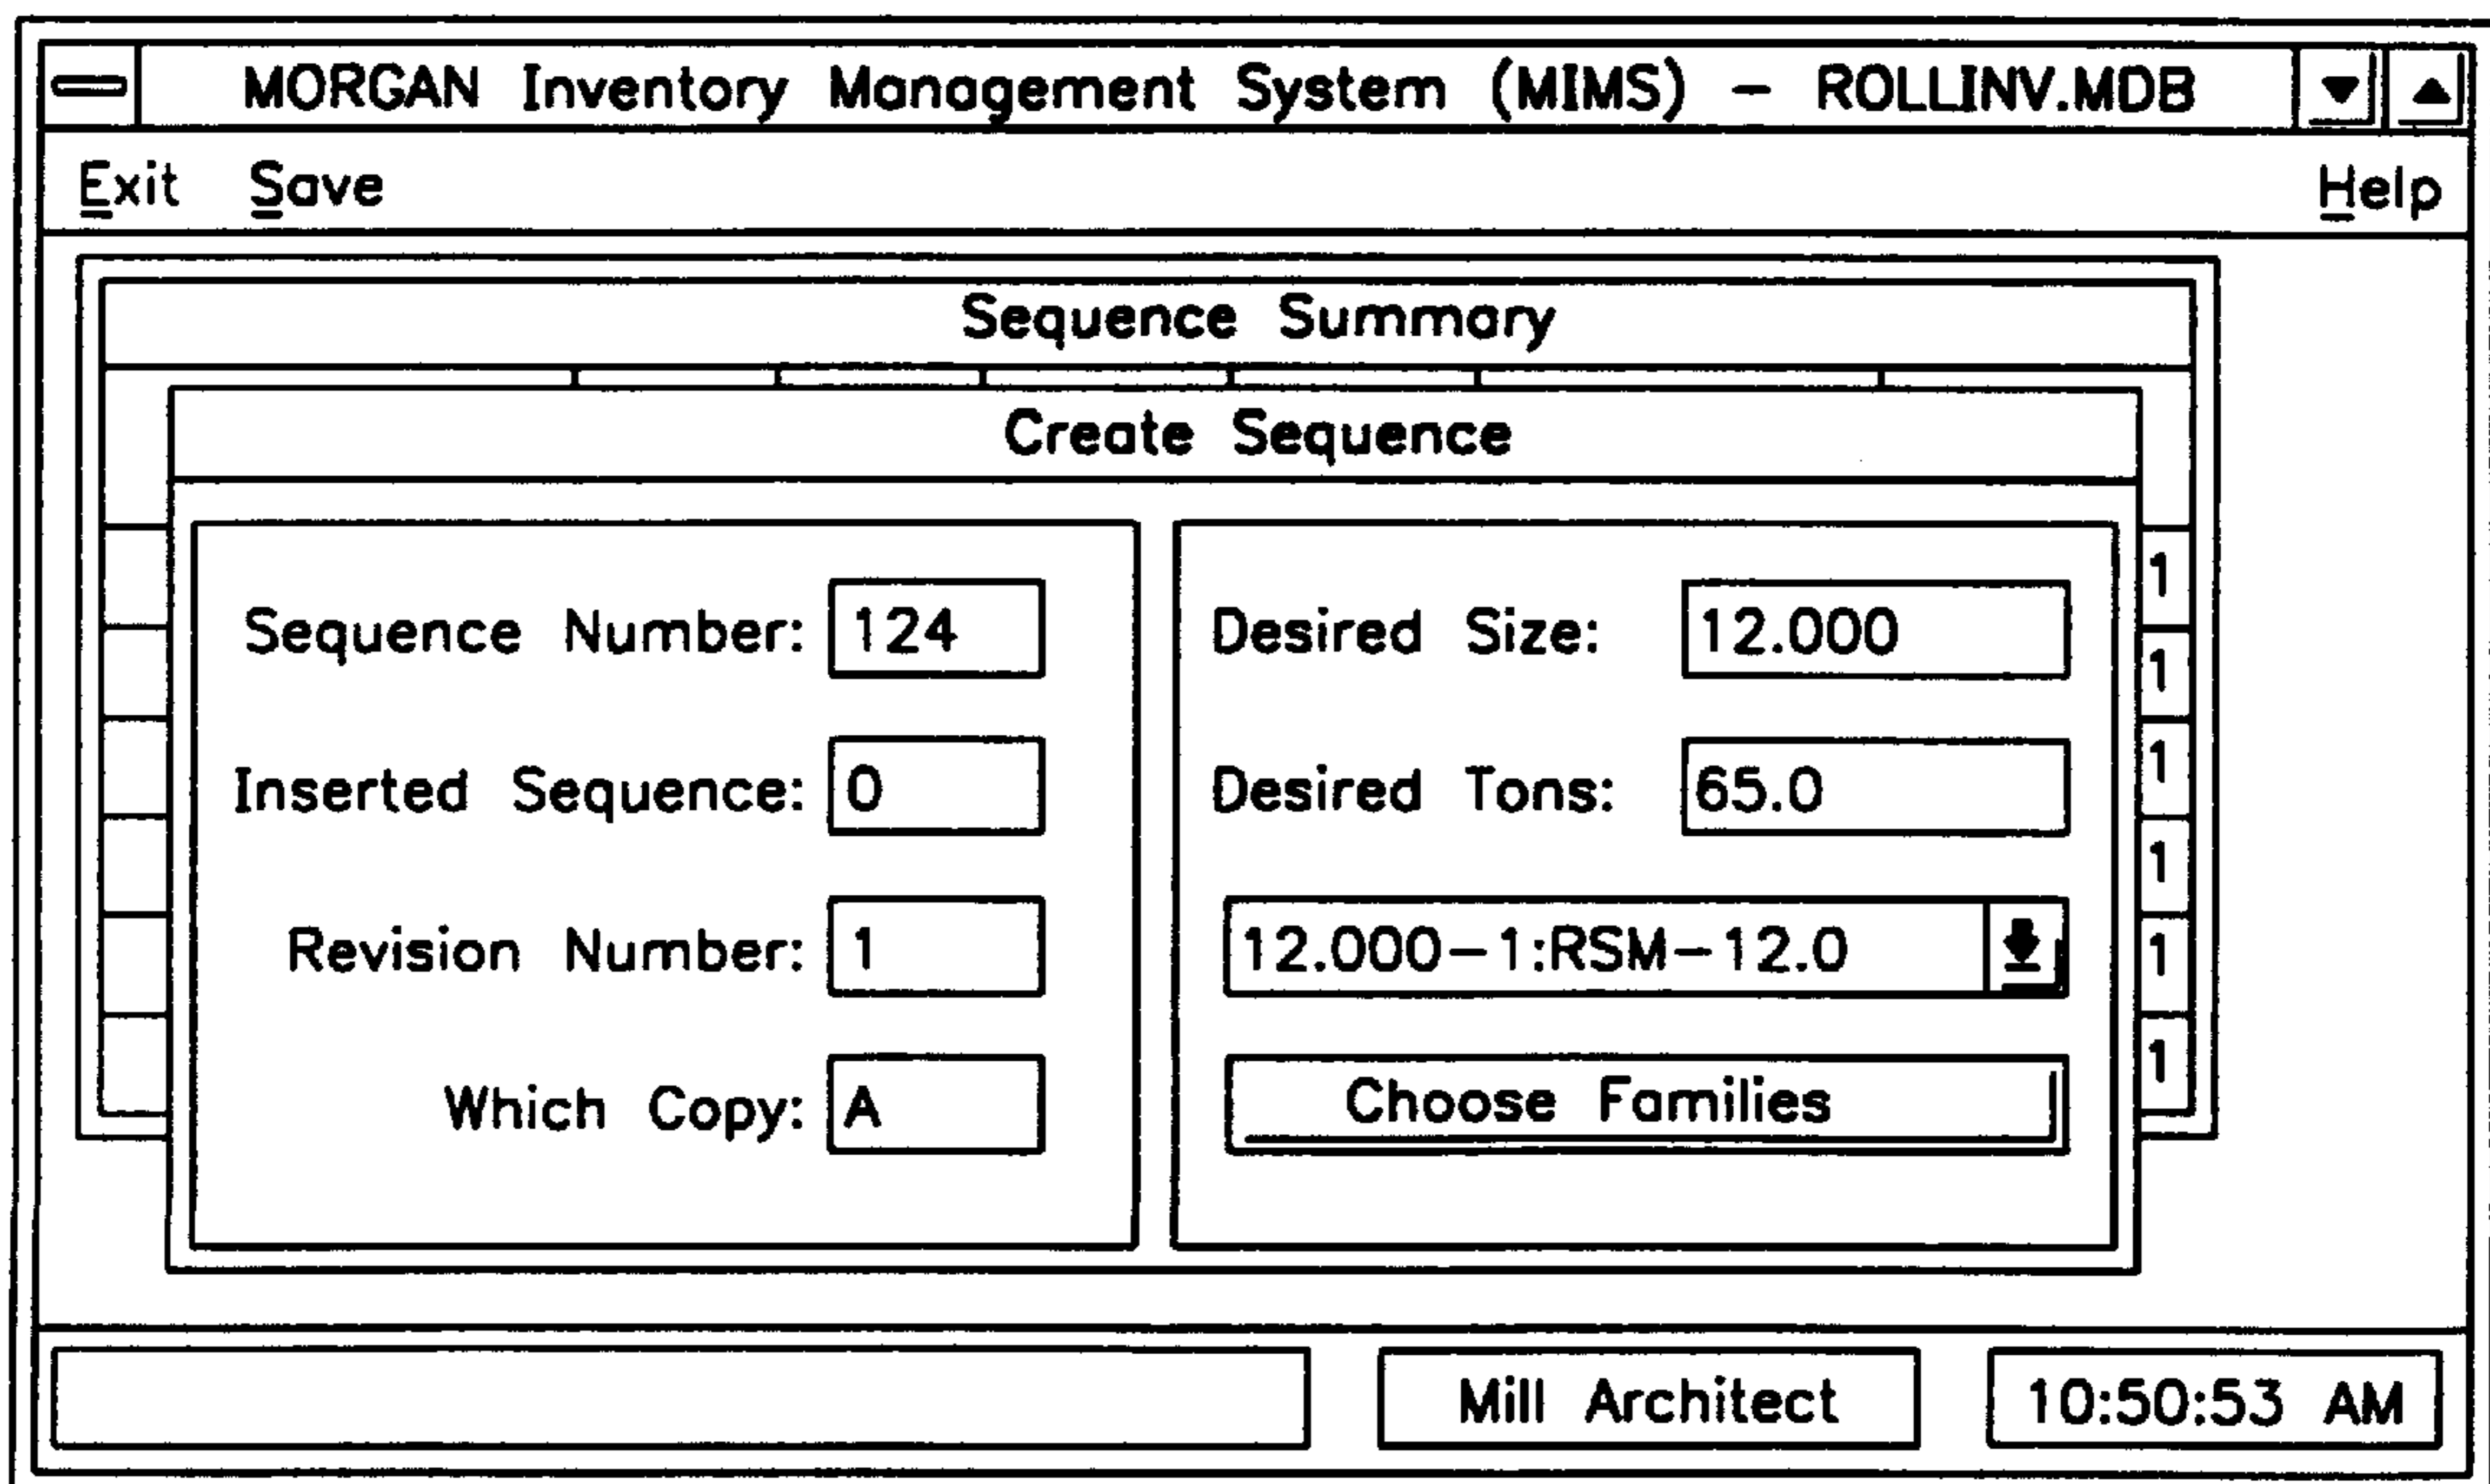 MORGAN Inventory Management System (MIMS) – ROLLINV.MDB
Exit Save Help
Sequence Summary
Create Sequence
Sequence Number: 124 Desired Size: 12.000 1
1
Inserted Sequence: 0 Desired Tons: 65.0 1
1
Revision Number: 1 12.000–1:RSM–12.0 1
Which Copy: A Choose Families 1
Mill Architect 10:50:53 AM